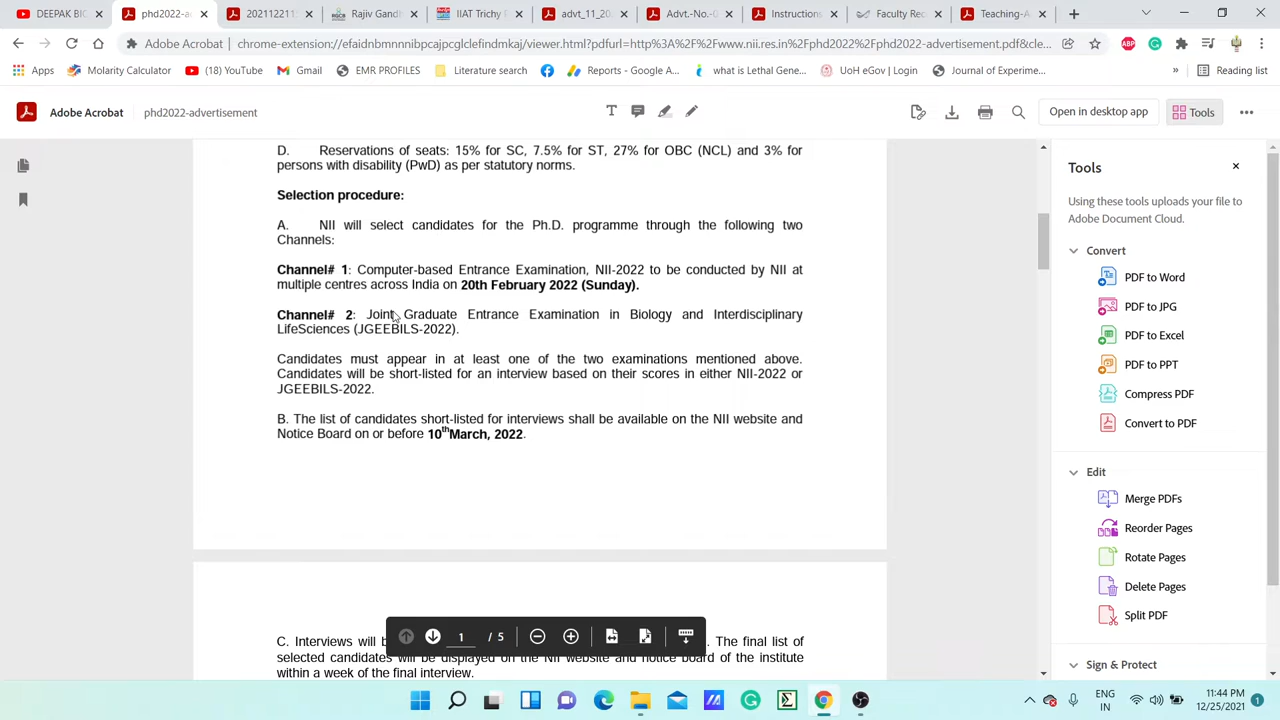 DEEPAK BIO
phd2022-ad
2021122115
Rajiv Gandh
IIAT Trichy F
advt_11_20
Advt.-No.-0
Instruction
Faculty Rec
Teaching-A
Adobe Acrobat | chrome-extension://efaidnbmnnnibpcajpcglclefindmkaj/viewer.html?pdfurl=http%3A%2F%2Fwww.nii.res.in%2Fphd2022%2Fphd2022-advertisement.pdf&cle...
Apps Molarity Calculator (18) YouTube Gmail EMR PROFILES Literature search Reports - Google A... what is Lethal Gene... UoH eGov | Login Journal of Experime... » Reading list
Adobe Acrobat phd2022-advertisement Open in desktop app Tools
D. Reservations of seats: 15% for SC, 7.5% for ST, 27% for OBC (NCL) and 3% for
persons with disability (PwD) as per statutory norms.
Selection procedure:
A. NII will select candidates for the Ph.D. programme through the following two
Channels:
Channel# 1: Computer-based Entrance Examination, NII-2022 to be conducted by NII at
multiple centres across India on 20th February 2022 (Sunday).
Channel# 2: Joint Graduate Entrance Examination in Biology and Interdisciplinary
LifeSciences (JGEEBILS-2022).
Candidates must appear in at least one of the two examinations mentioned above.
Candidates will be short-listed for an interview based on their scores in either NII-2022 or
JGEEBILS-2022.
B. The list of candidates short-listed for interviews shall be available on the NII website and
Notice Board on or before 10thMarch, 2022.
C. Interviews will b The final list of
selected candidates will be displayed on the NII website and notice board of the institute
within a week of the final interview.
1 / 5
Tools
Using these tools uploads your file to
Adobe Document Cloud.
Convert
PDF to Word
PDF to JPG
PDF to Excel
PDF to PPT
Compress PDF
Convert to PDF
Edit
Merge PDFs
Reorder Pages
Rotate Pages
Delete Pages
Split PDF
Sign & Protect
ENG
IN
11:44 PM
12/25/2021
1